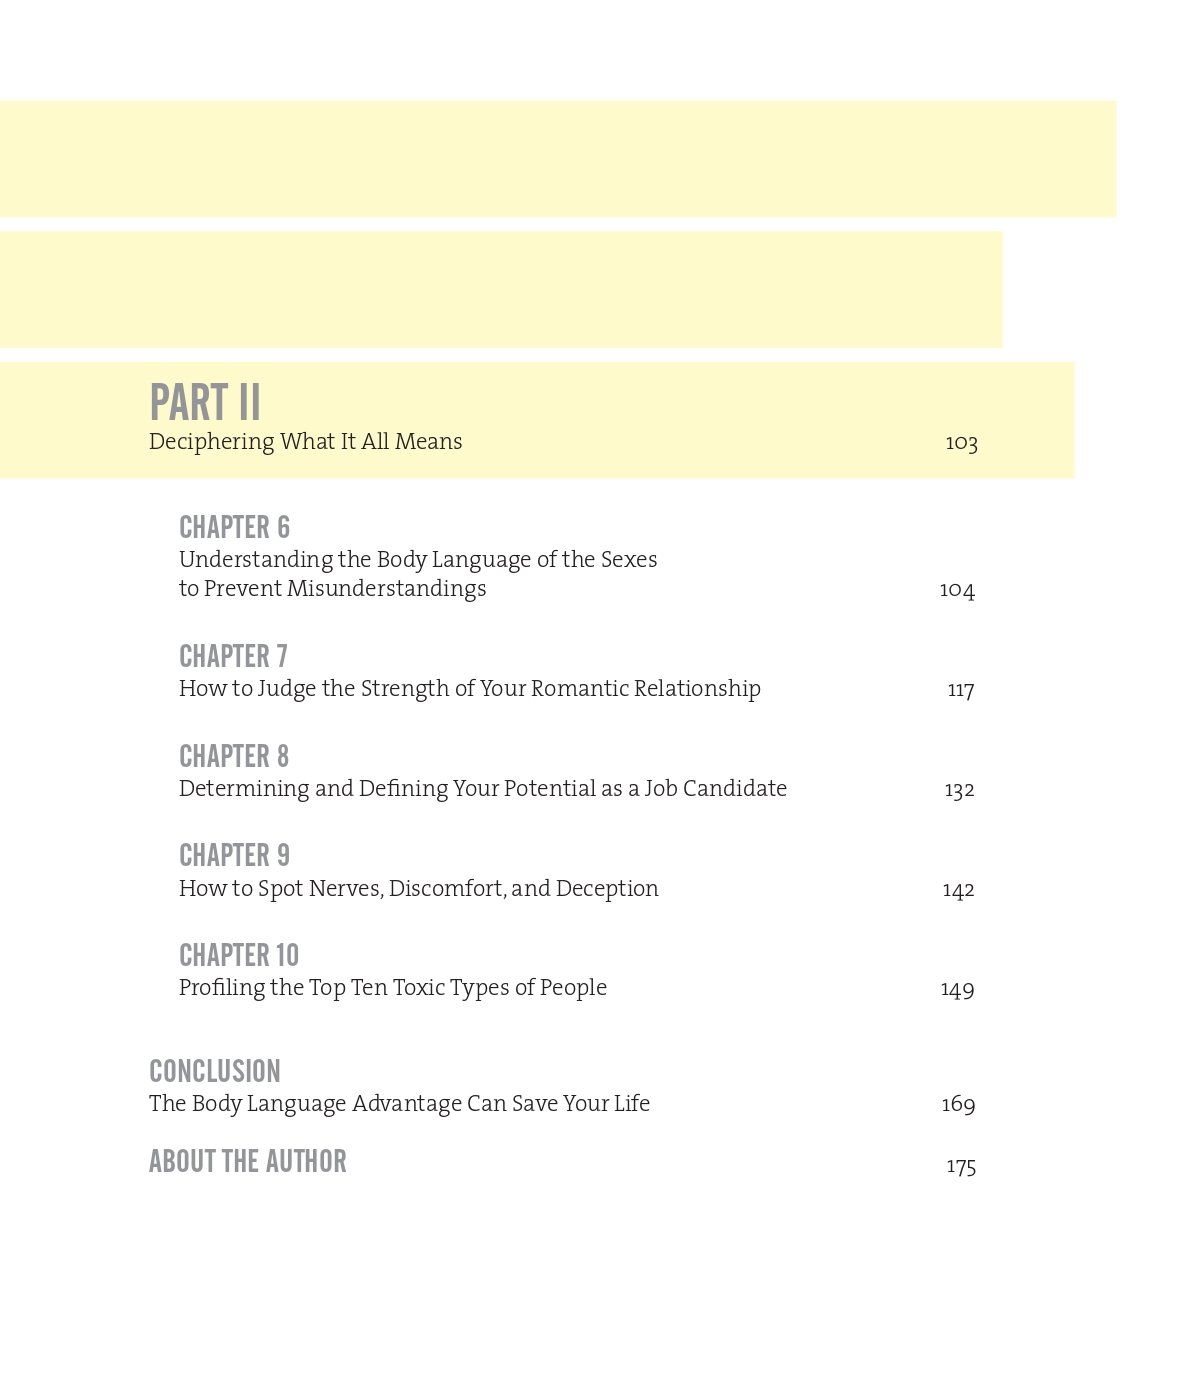 PART II
Deciphering What It All Means 103
CHAPTER 6
Understanding the Body Language of the Sexes
to Prevent Misunderstandings 104
CHAPTER 7
How to Judge the Strength of Your Romantic Relationship 117
CHAPTER 8
Determining and Defining Your Potential as a Job Candidate 132
CHAPTER 9
How to Spot Nerves, Discomfort, and Deception 142
CHAPTER 10
Profiling the Top Ten Toxic Types of People 149
CONCLUSION
The Body Language Advantage Can Save Your Life 169
ABOUT THE AUTHOR 175